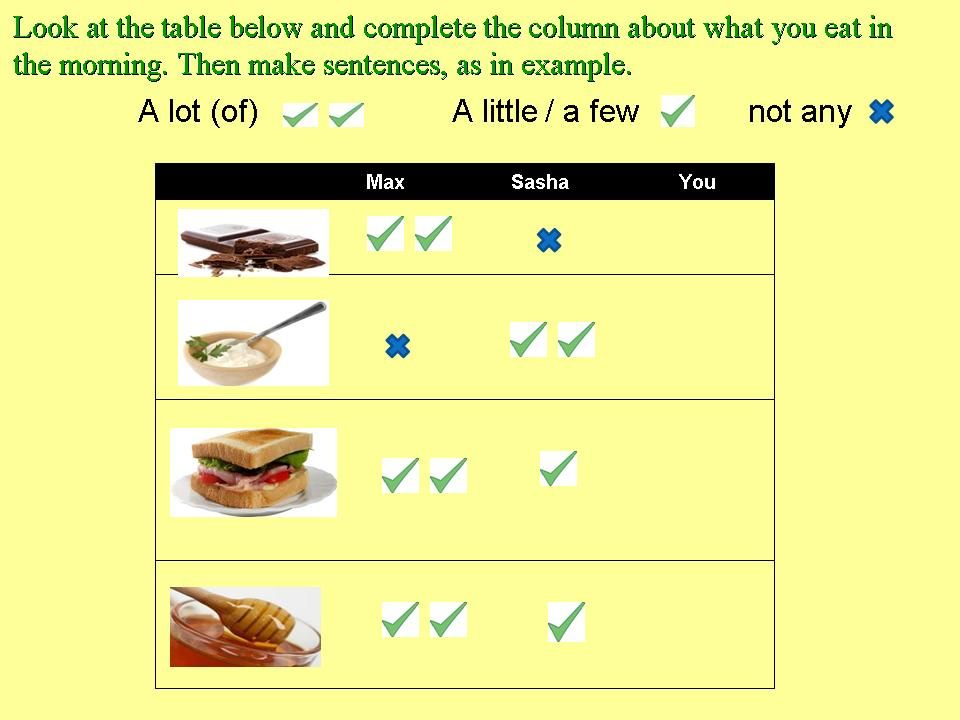 Look at the table below and complete the column about what you eat in
the morning. Then make sentences, as in example.
A lot (of) A little / a few not any
Max Sasha You